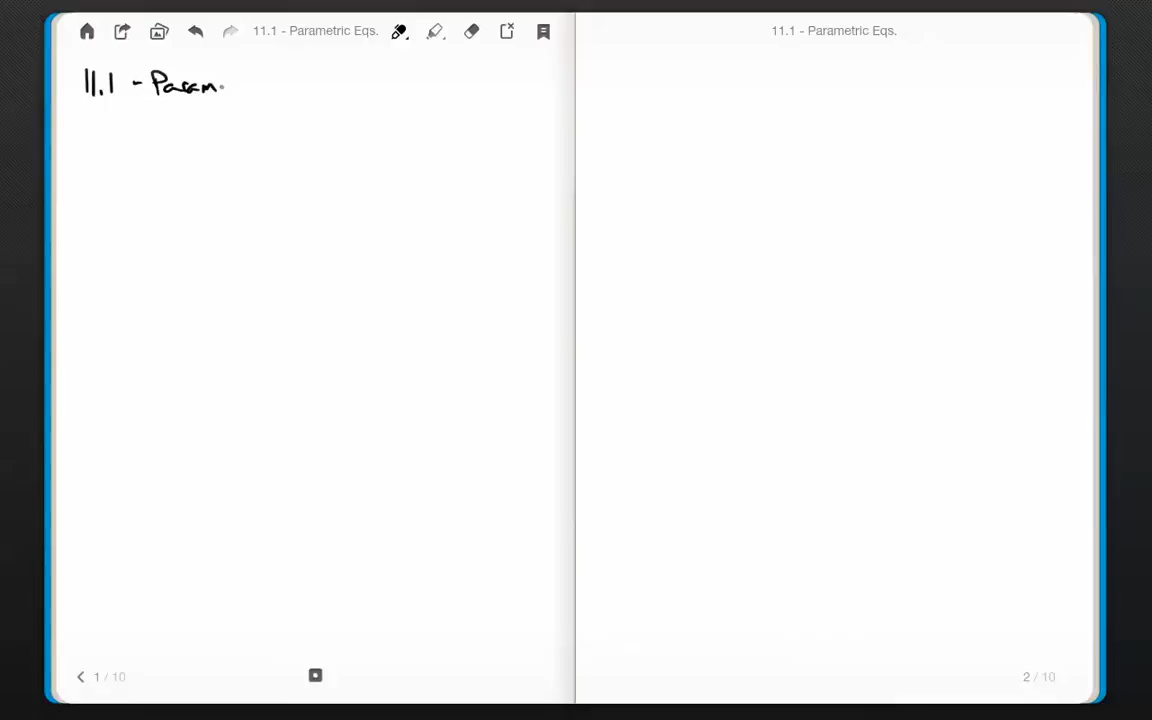 11.1 - Parametric Eqs.
11.1 - Parametric Eqs.
11.1 - Param
1 / 10
2 / 10